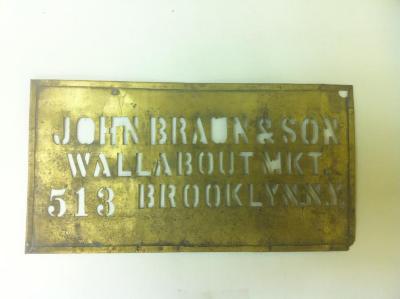 JOHN BRAUN & SON
WALLABOUT MKT.
513 BROOKLYN.N.Y.